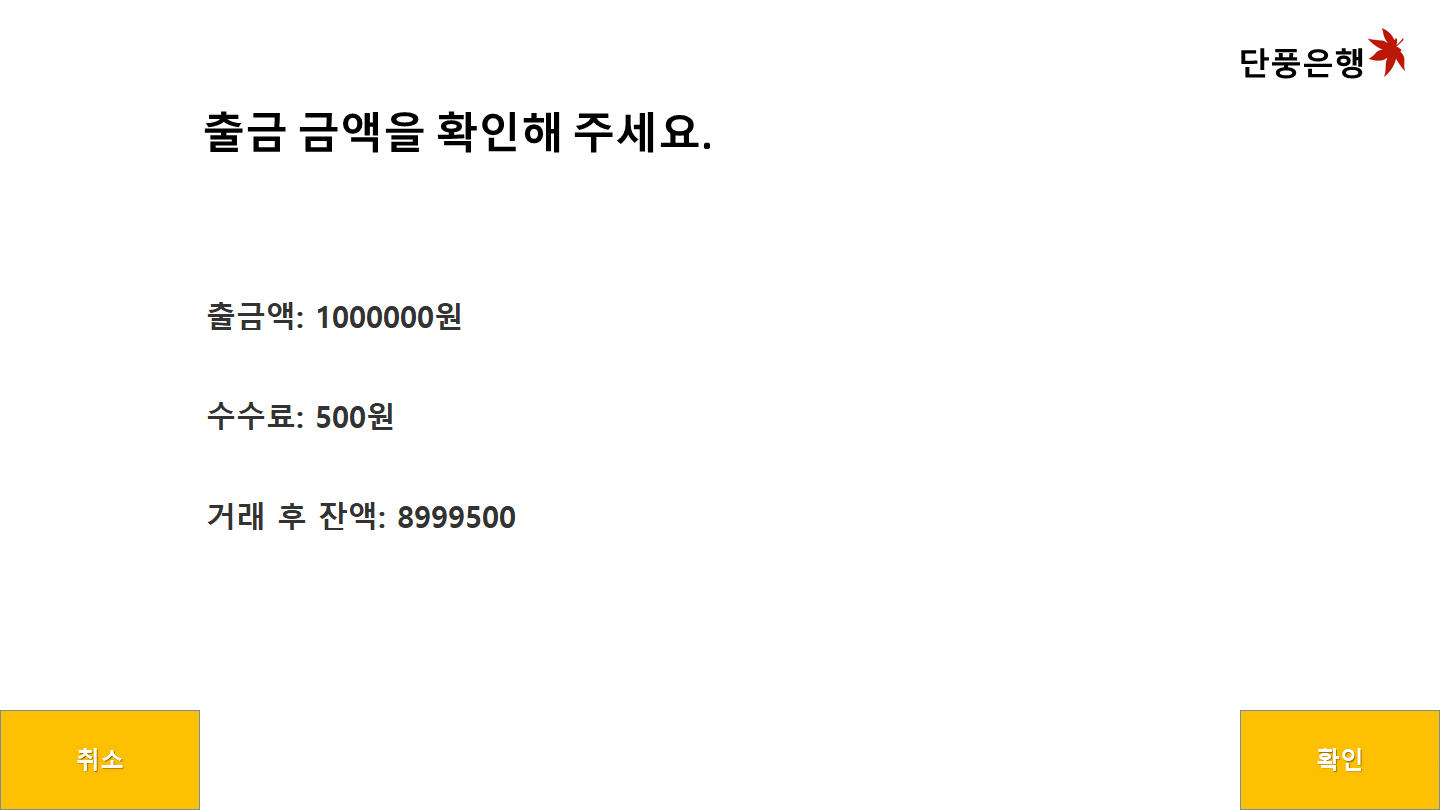 단풍은행
출금 금액을 확인해 주세요.
출금액: 1000000원
수수료: 500원
거래 후 잔액: 8999500
취소
확인